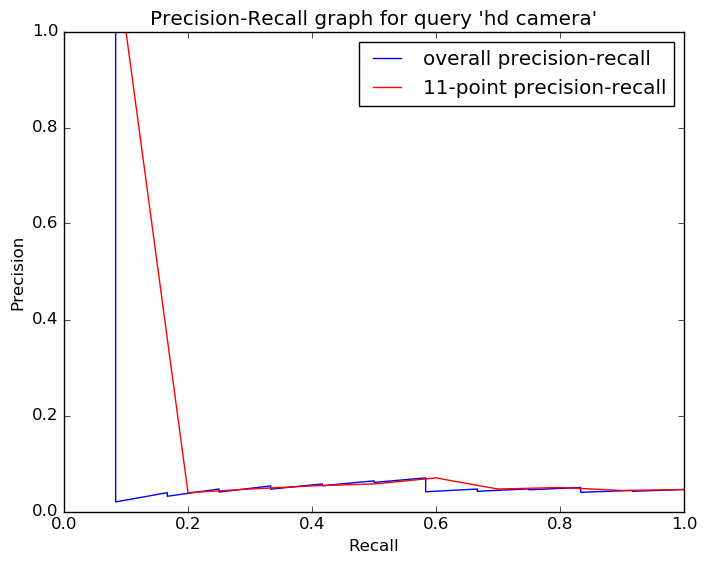 Precision-Recall graph for query 'hd camera'
overall precision-recall
11-point precision-recall
1.0
0.8
0.6
0.4
0.2
0.0
Precision
0.0 0.2 0.4 0.6 0.8 1.0
Recall